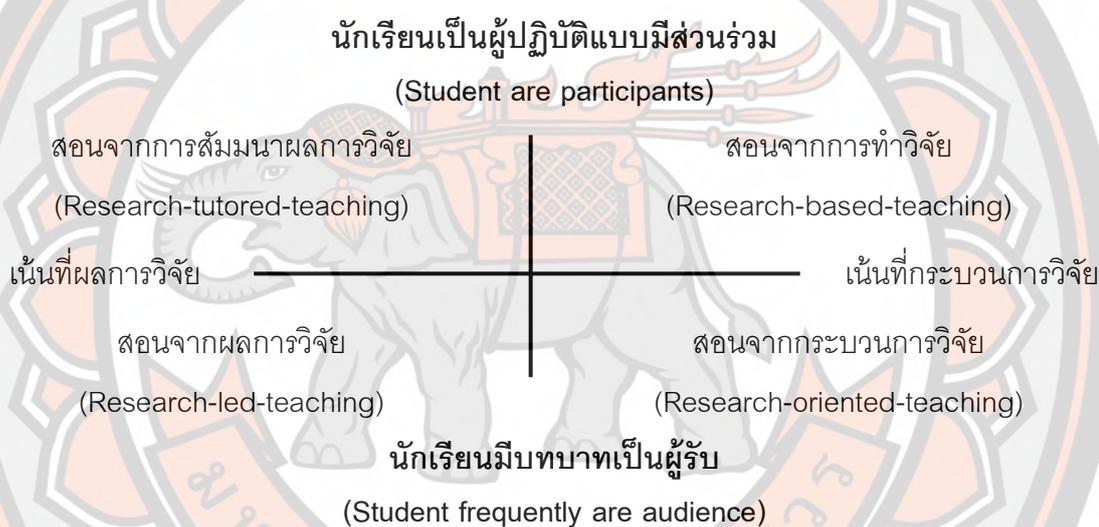 นักเรียนเป็นผู้ปฏิบัติแบบมีส่วนร่วม
(Student are participants)
สอนจากการสัมมนาผลการวิจัย
(Research-tutored-teaching)
สอนจากการทำวิจัย
(Research-based-teaching)
เน้นที่ผลการวิจัย
เน้นที่กระบวนการวิจัย
สอนจากผลการวิจัย
(Research-led-teaching)
สอนจากกระบวนการวิจัย
(Research-oriented-teaching)
นักเรียนมีบทบาทเป็นผู้รับ
(Student frequently are audience)